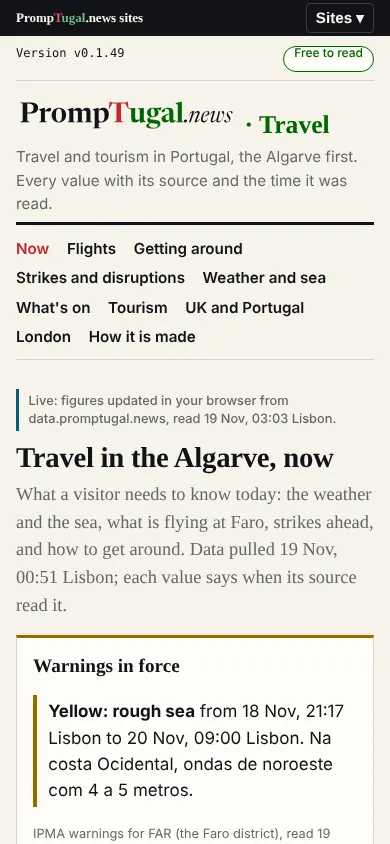 PrompTugal.news sites
Sites ▾
Version v0.1.49
Free to read
PrompTugal.news · Travel
Travel and tourism in Portugal, the Algarve first.
Every value with its source and the time it was
read.
Now Flights Getting around
Strikes and disruptions Weather and sea
What's on Tourism UK and Portugal
London How it is made
Live: figures updated in your browser from
data.promptugal.news, read 19 Nov, 03:03 Lisbon.
Travel in the Algarve, now
What a visitor needs to know today: the weather
and the sea, what is flying at Faro, strikes ahead,
and how to get around. Data pulled 19 Nov,
00:51 Lisbon; each value says when its source
read it.
Warnings in force
Yellow: rough sea from 18 Nov, 21:17
Lisbon to 20 Nov, 09:00 Lisbon. Na
costa Ocidental, ondas de noroeste
com 4 a 5 metros.
IPMA warnings for FAR (the Faro district), read 19